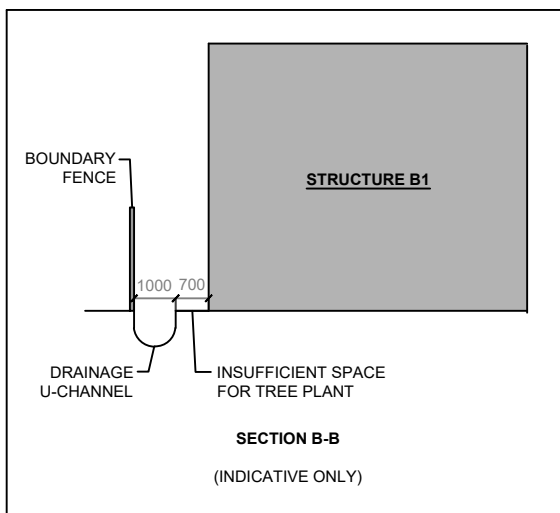 STRUCTURE B1
BOUNDARY
FENCE
1000 700
DRAINAGE
U-CHANNEL
INSUFFICIENT SPACE
FOR TREE PLANT
SECTION B-B
(INDICATIVE ONLY)